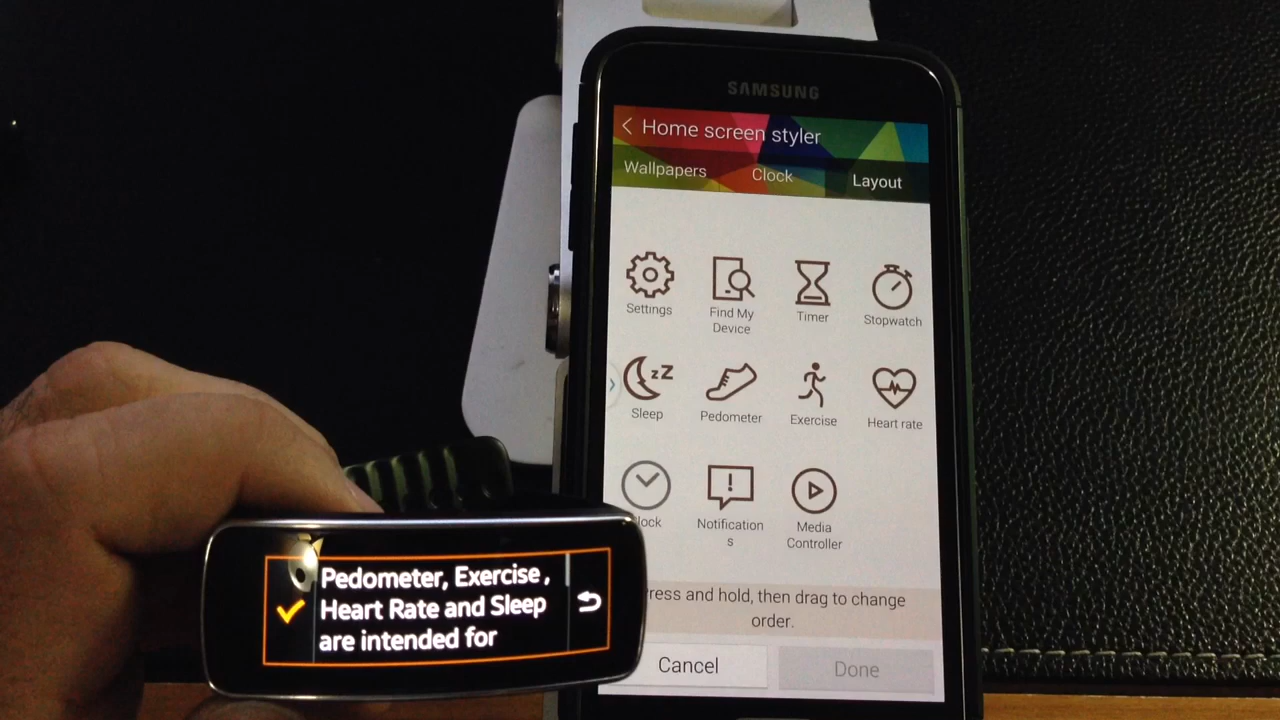 SAMSUNG
Home screen styler
Wallpapers Clock Layout
Settings
Find My
Device
Timer
Stopwatch
Sleep
Pedometer
Exercise
Heart rate
Notification
s
Media
Controller
and hold, then drag to change
order.
Cancel
Done
Pedometer, Exercise,
Heart Rate and Sleep
are intended for